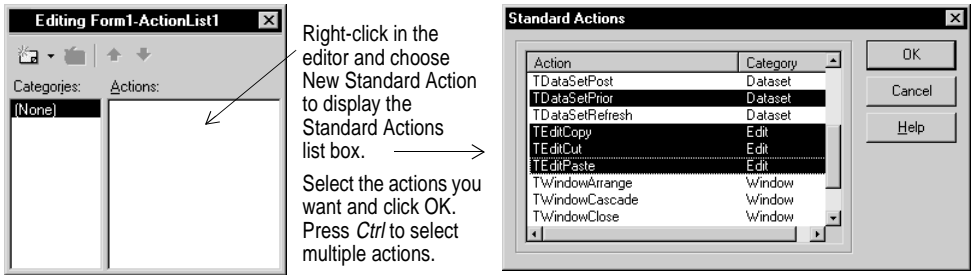 Editing Form1-ActionList1
Categories:
Actions:
(None)
Right-click in the
editor and choose
New Standard Action
to display the
Standard Actions
list box.
Select the actions you
want and click OK.
Press Ctrl to select
multiple actions.
Standard Actions
Action Category
TDataSetPost Dataset
TDataSetPrior Dataset
TDataSetRefresh Dataset
TEditCopy Edit
TEditCut Edit
TEditPaste Edit
TWindowArrange Window
TWindowCascade Window
TWindowClose Window
OK
Cancel
Help